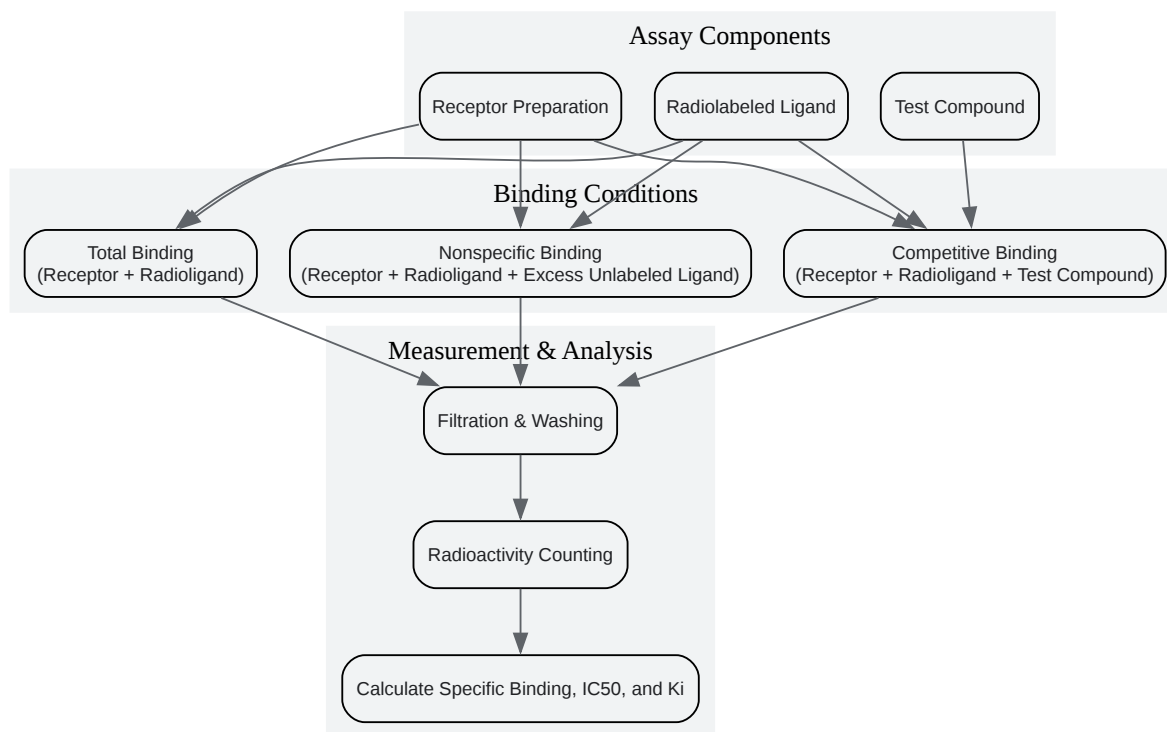 Assay Components
Receptor Preparation
Radiolabeled Ligand
Test Compound
Binding Conditions
Total Binding
(Receptor + Radioligand)
Nonspecific Binding
(Receptor + Radioligand + Excess Unlabeled Ligand)
Competitive Binding
(Receptor + Radioligand + Test Compound)
Measurement & Analysis
Filtration & Washing
Radioactivity Counting
Calculate Specific Binding, IC50, and Ki